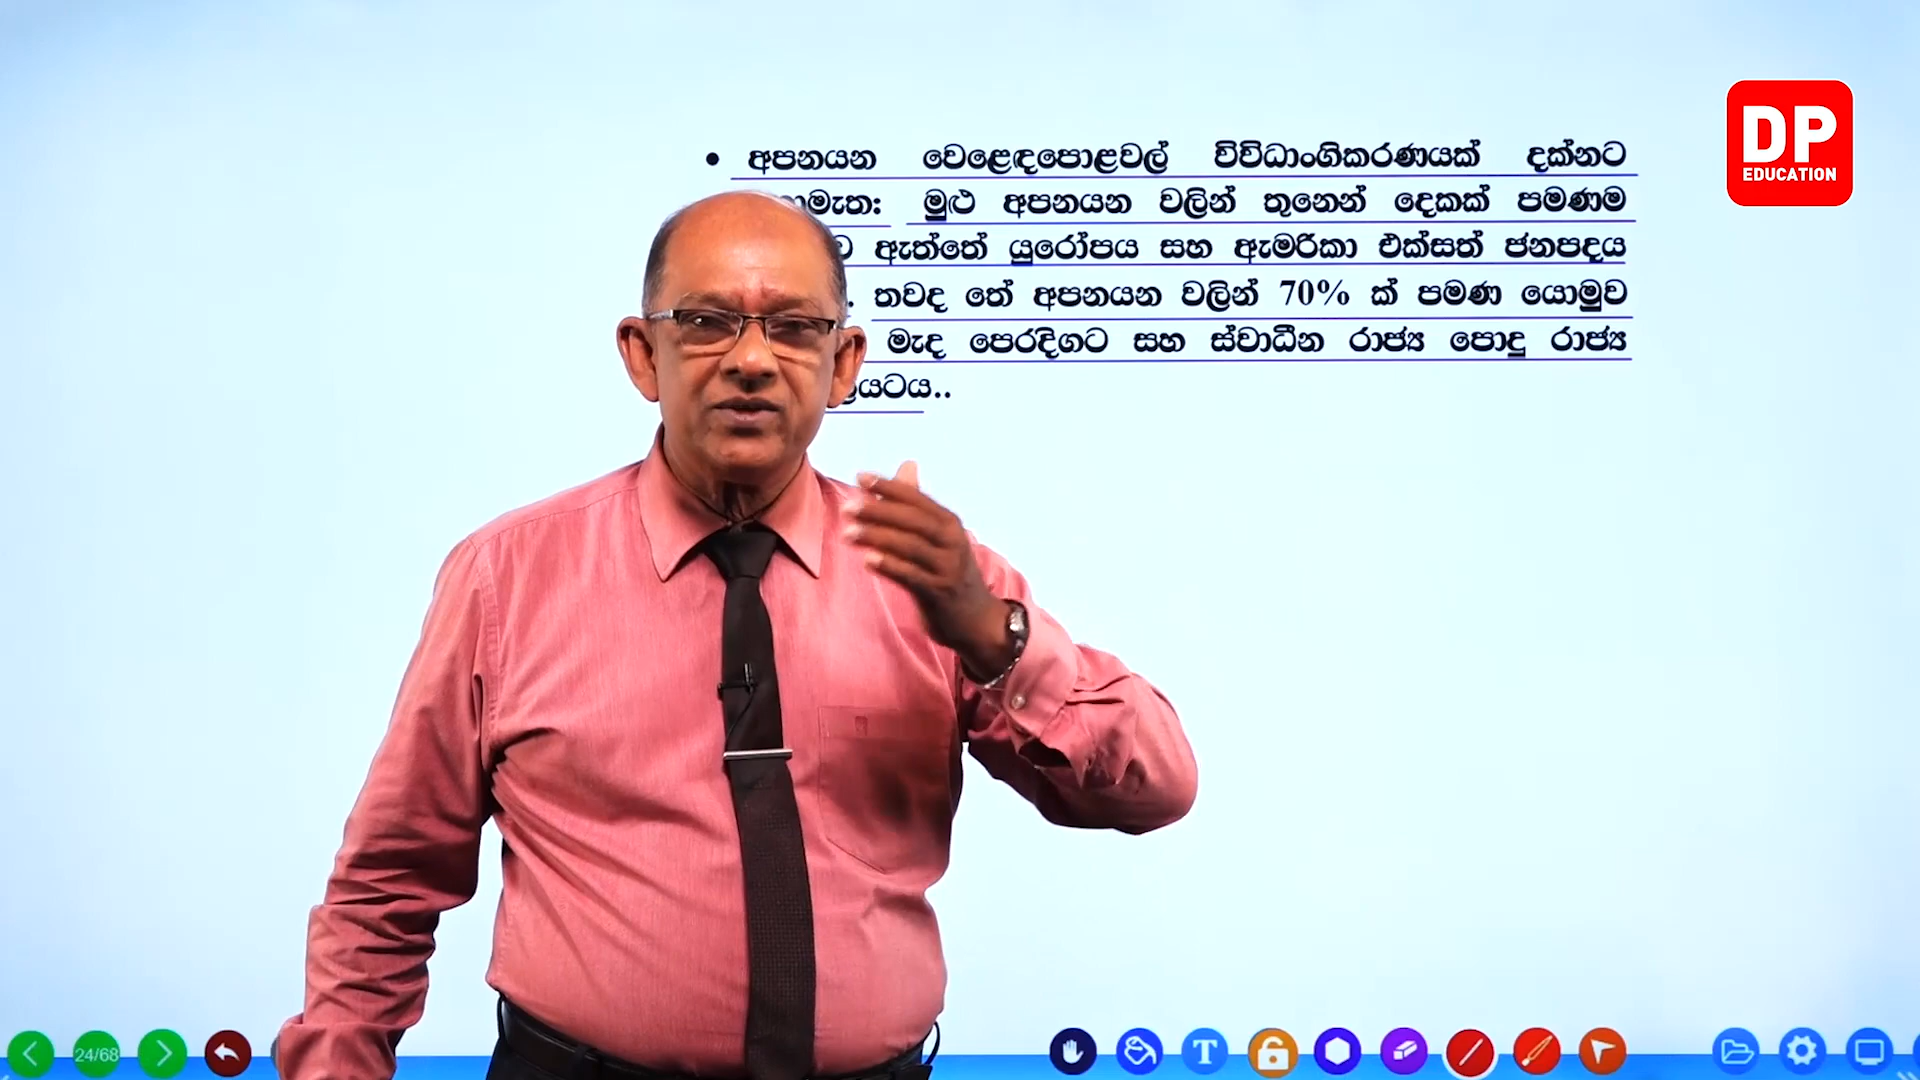 • අපනයන වෙළෙඳපොළවල් විවිධාංගිකරණයක් දක්නට
මුළු අපනයන වලින් තුනෙන් දෙකක් පමණම
ඇත්තේ යුරෝපය සහ ඇමරිකා එක්සත් ජනපදය
තවද තේ අපනයන වලින් 70% ක් පමණ යොමුව
මැද පෙරදිගට සහ ස්වාධීන රාජ්‍ය පොදු රාජ්‍ය
DP
EDUCATION
24/68
T